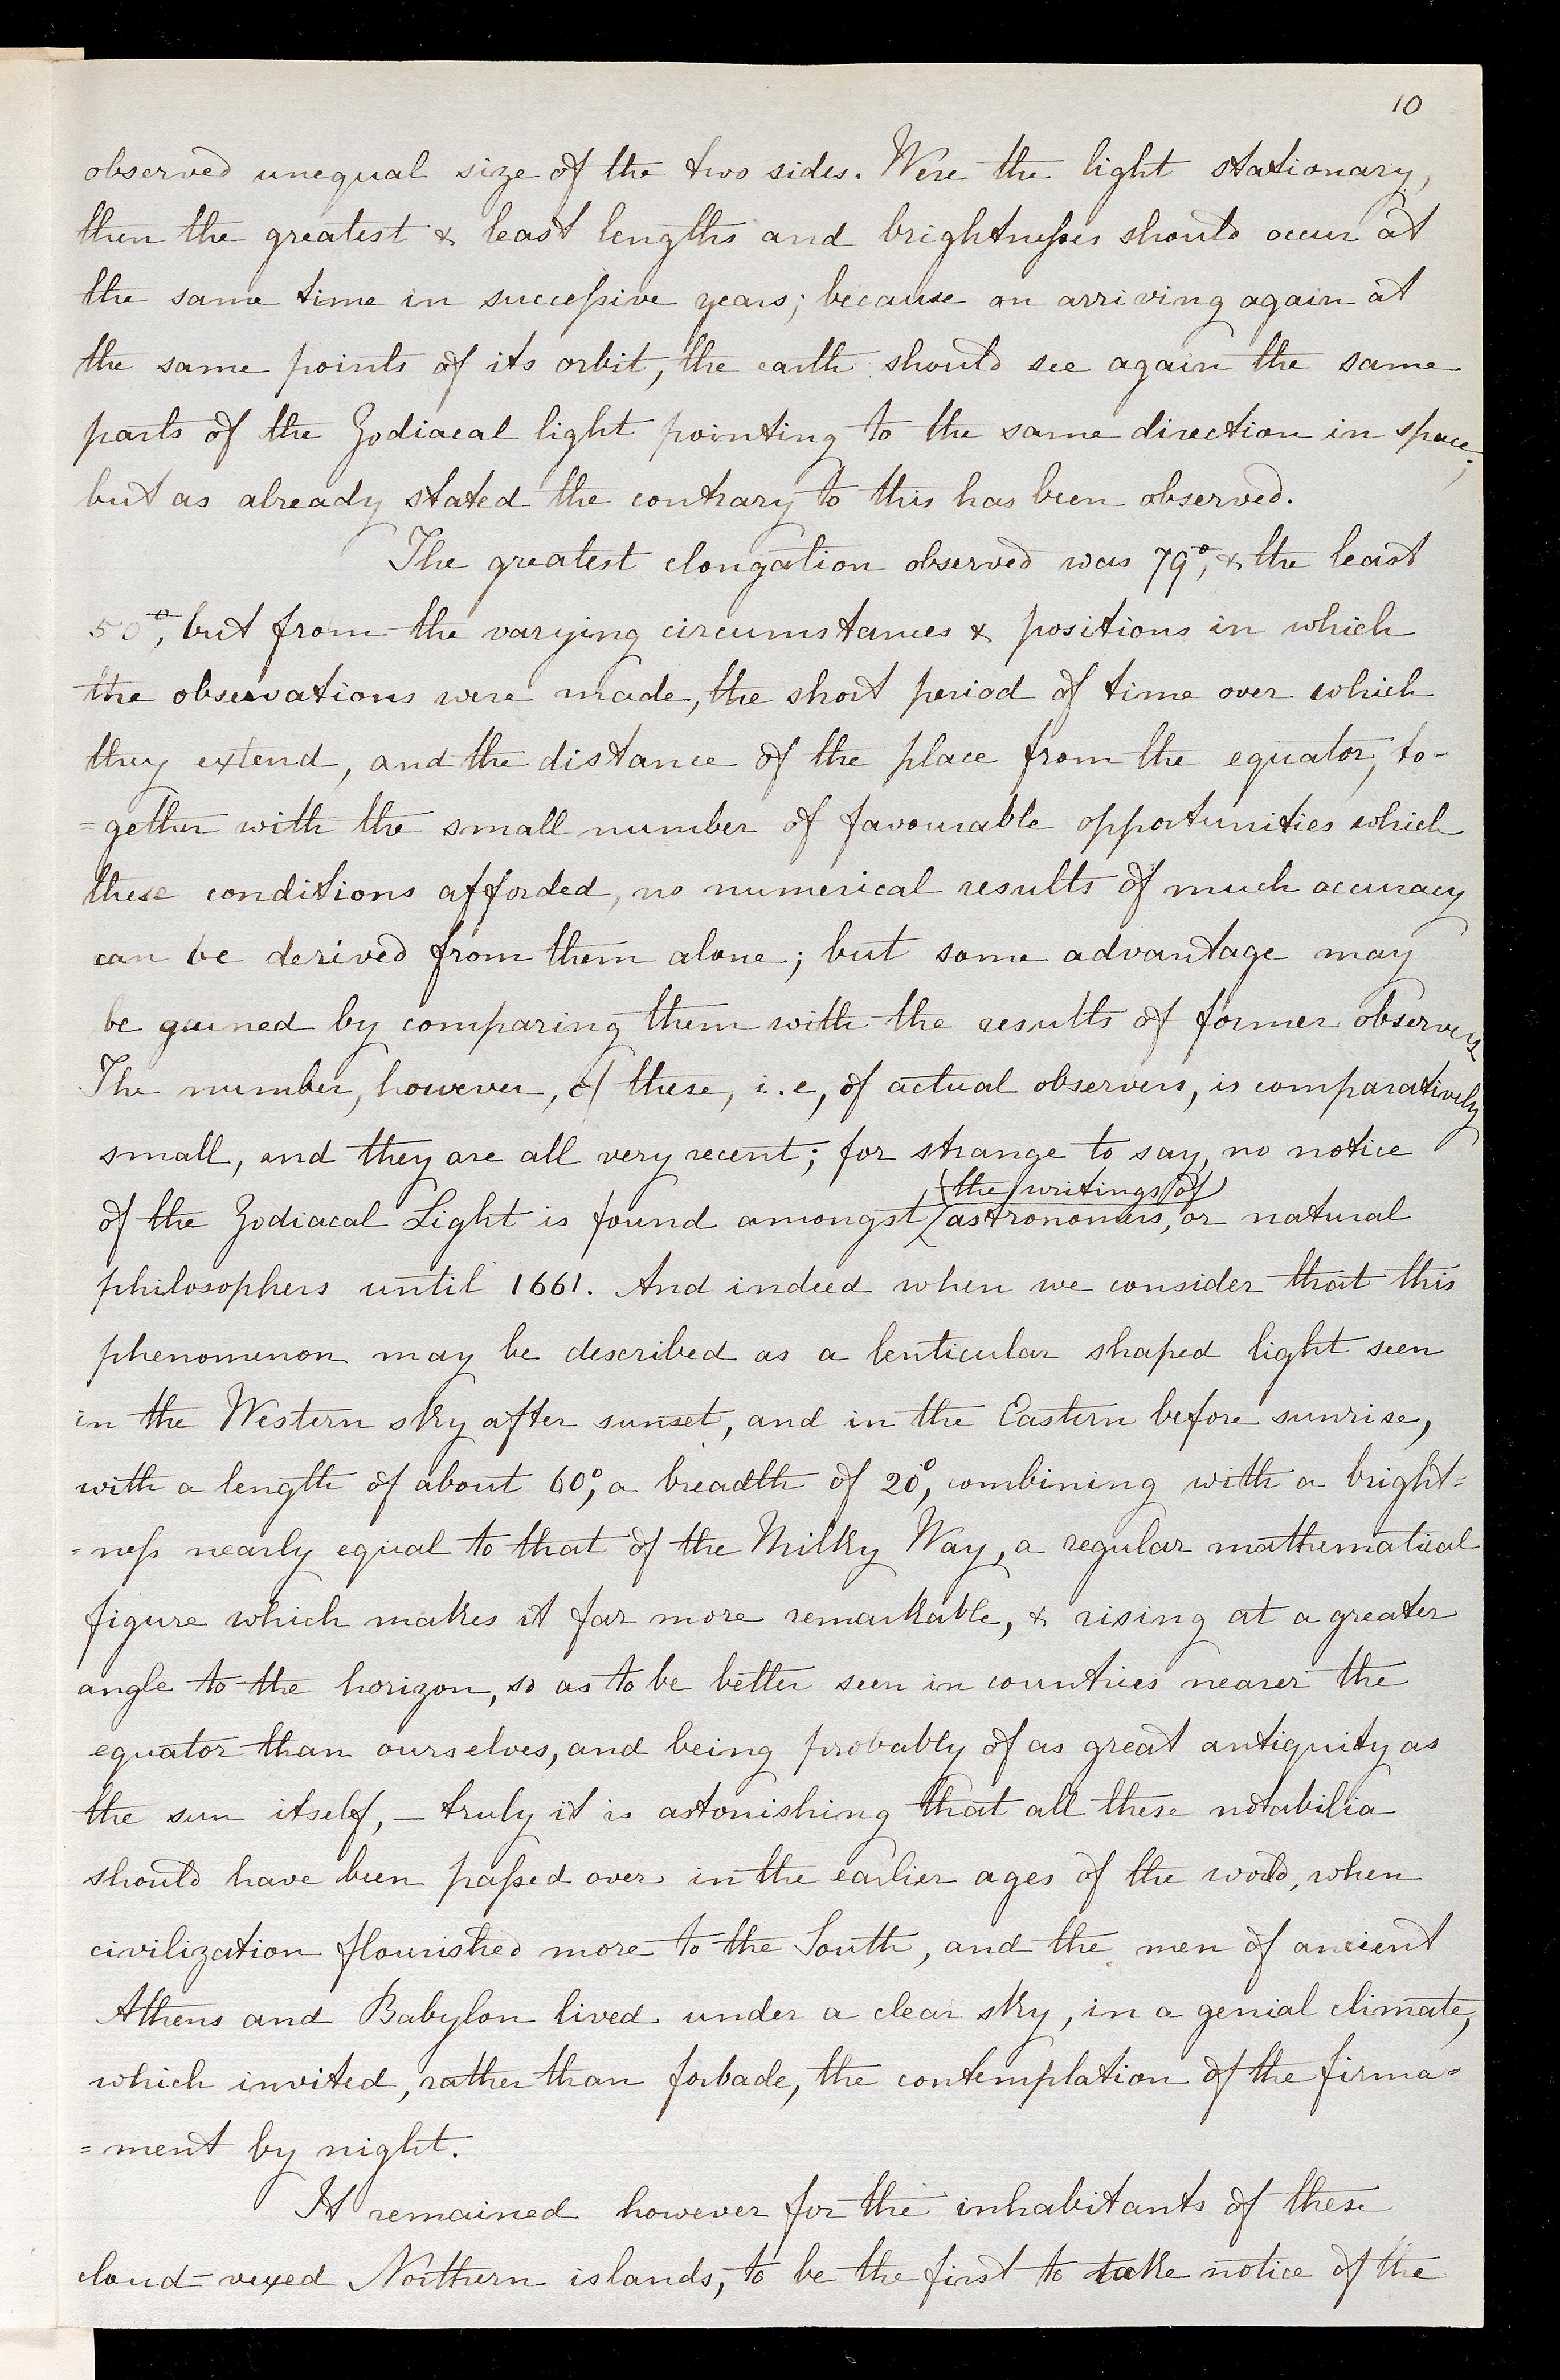 10
observed unequal size of the two sides. Were the light stationary,
then the greatest & least lengths and brightnesses should occur at
the same time in successive years; because on arriving again at
the same points of its orbit, the earth should see again the same
parts of the Zodiacal light pointing to the same direction in space;
but as already stated the contrary to this has been observed.
The greatest elongation observed was 79°, & the least
50°, but from the varying circumstances & positions in which
the observations were made, the short period of time over which
they extend, and the distance of the place from the equator, to-
=gether with the small number of favourable opportunities which
these conditions afforded, no numerical results of much accuracy
can be derived from them alone; but some advantage may
be gained by comparing them with the results of former observers
The number, however, of these, i.e, of actual observers, is comparatively
small, and they are all very recent; for strange to say, no notice
the writings of
of the Zodiacal Light is found amongst astronomers, or natural
philosophers until 1661. And indeed when we consider that this
phenomenon may be described as a lenticular shaped light seen
in the Western sky after sunset, and in the Eastern before sunrise,
with a length of about 60°, a breadth of 20°, combining with a bright=
=ness nearly equal to that of the Milky Way, a regular mathematical
figure which makes it far more remarkable, & rising at a greater
angle to the horizon, so as to be better seen in countries nearer the
equator than ourselves, and being probably of as great antiquity as
the sun itself, – truly it is astonishing that all these notabilia
should have been passed over in the earlier ages of the world, when
civilization flourished more to the South, and the men of ancient
Athens and Babylon lived under a clear sky, in a genial climate,
which invited, rather than forbade, the contemplation of the firma=
=ment by night.
It remained however for the inhabitants of these
cloud-vexed Northern islands, to be the first to take notice of the